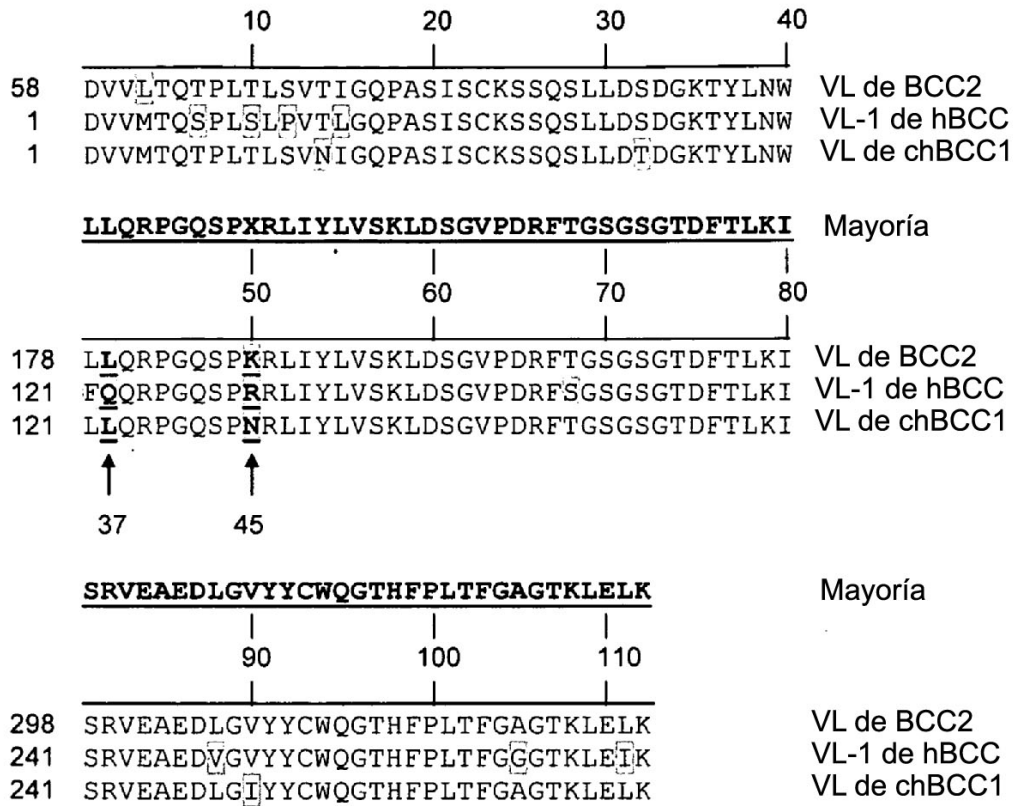 10 20 30 40
58 DVVLTQTPLTLSVTIGQPASISCKSSQSLLDSDGKTYLNW VL de BCC2
1 DVVMTQSPLSLPVTLGQPASISCKSSQSLLDSDGKTYLNW VL-1 de hBCC
1 DVVMTQTPLTLSVNIGQPASISCKSSQSLLDTDGKTYLNW VL de chBCC1
LLQRPGQSPXRLIYLVSKLDSGVPDRFTGSGSGTDFTLKI Mayoría
50 60 70 80
178 LLQRPGQSPKRLIYLVSKLDSGVPDRFTGSGSGTDFTLKI VL de BCC2
121 FQQRPGQSPRRLIYLVSKLDSGVPDRFSGSGSGTDFTLKI VL-1 de hBCC
121 LLQRPGQSPNRLIYLVSKLDSGVPDRFTGSGSGTDFTLKI VL de chBCC1
37 45
SRVEAEDLGVYYCWQGTHFPLTFGAGTKLELK Mayoría
90 100 110
298 SRVEAEDLGVYYCWQGTHFPLTFGAGTKLELK VL de BCC2
241 SRVEAEDVGVYYCWQGTHFPLTFGGGTKLEIK VL-1 de hBCC
241 SRVEAEDLGIYYCWQGTHFPLTFGAGTKLELK VL de chBCC1